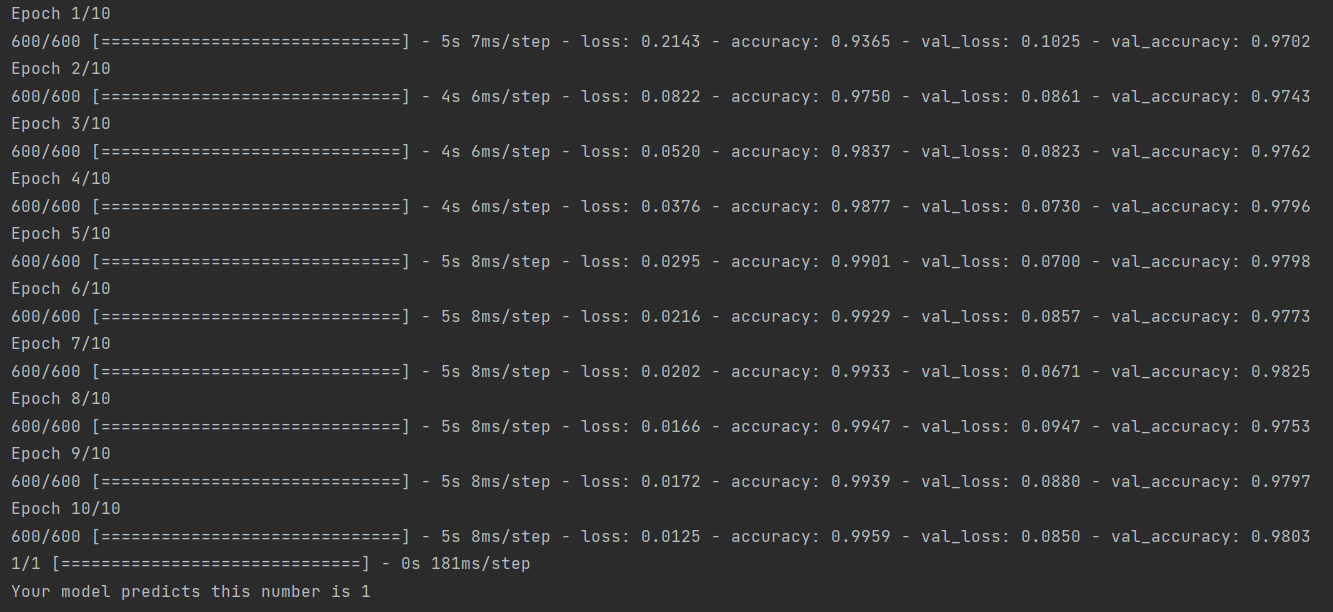 Epoch 1/10
600/600 [==============================] - 5s 7ms/step - loss: 0.2143 - accuracy: 0.9365 - val_loss: 0.1025 - val_accuracy: 0.9702
Epoch 2/10
600/600 [==============================] - 4s 6ms/step - loss: 0.0822 - accuracy: 0.9750 - val_loss: 0.0861 - val_accuracy: 0.9743
Epoch 3/10
600/600 [==============================] - 4s 6ms/step - loss: 0.0520 - accuracy: 0.9837 - val_loss: 0.0823 - val_accuracy: 0.9762
Epoch 4/10
600/600 [==============================] - 4s 6ms/step - loss: 0.0376 - accuracy: 0.9877 - val_loss: 0.0730 - val_accuracy: 0.9796
Epoch 5/10
600/600 [==============================] - 5s 8ms/step - loss: 0.0295 - accuracy: 0.9901 - val_loss: 0.0700 - val_accuracy: 0.9798
Epoch 6/10
600/600 [==============================] - 5s 8ms/step - loss: 0.0216 - accuracy: 0.9929 - val_loss: 0.0857 - val_accuracy: 0.9773
Epoch 7/10
600/600 [==============================] - 5s 8ms/step - loss: 0.0202 - accuracy: 0.9933 - val_loss: 0.0671 - val_accuracy: 0.9825
Epoch 8/10
600/600 [==============================] - 5s 8ms/step - loss: 0.0166 - accuracy: 0.9947 - val_loss: 0.0947 - val_accuracy: 0.9753
Epoch 9/10
600/600 [==============================] - 5s 8ms/step - loss: 0.0172 - accuracy: 0.9939 - val_loss: 0.0880 - val_accuracy: 0.9797
Epoch 10/10
600/600 [==============================] - 5s 8ms/step - loss: 0.0125 - accuracy: 0.9959 - val_loss: 0.0850 - val_accuracy: 0.9803
1/1 [==============================] - 0s 181ms/step
Your model predicts this number is 1